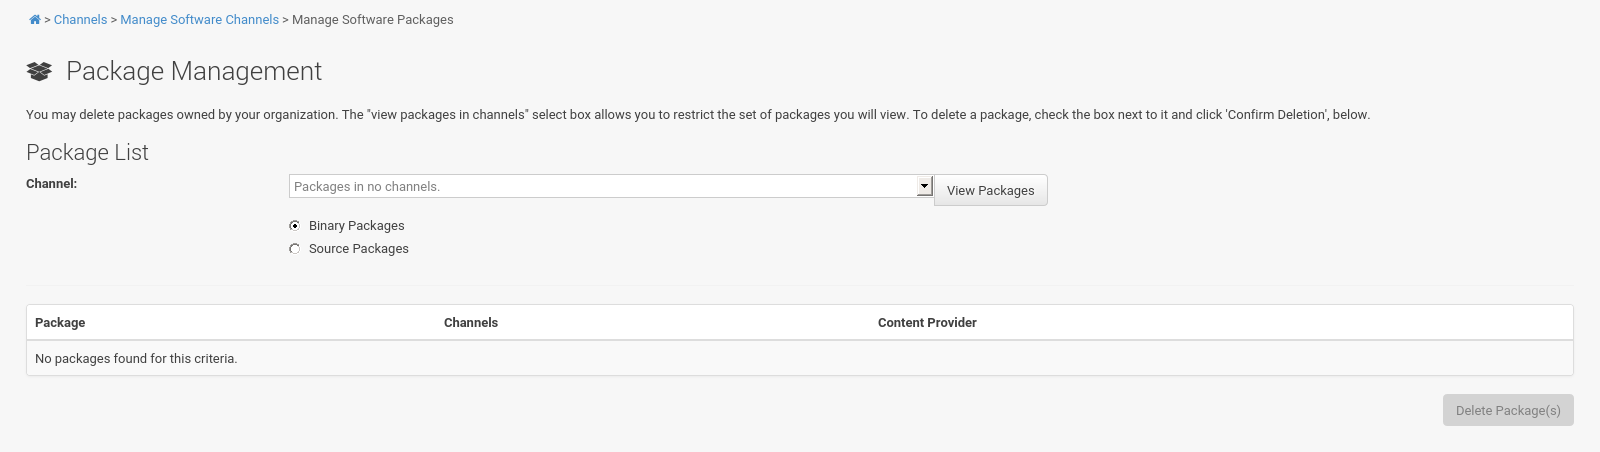 > Channels > Manage Software Channels > Manage Software Packages
Package Management
You may delete packages owned by your organization. The "view packages in channels" select box allows you to restrict the set of packages you will view. To delete a package, check the box next to it and click 'Confirm Deletion', below.
Package List
Channel:
Packages in no channels.
View Packages
Binary Packages
Source Packages
Package Channels Content Provider
No packages found for this criteria.
Delete Package(s)